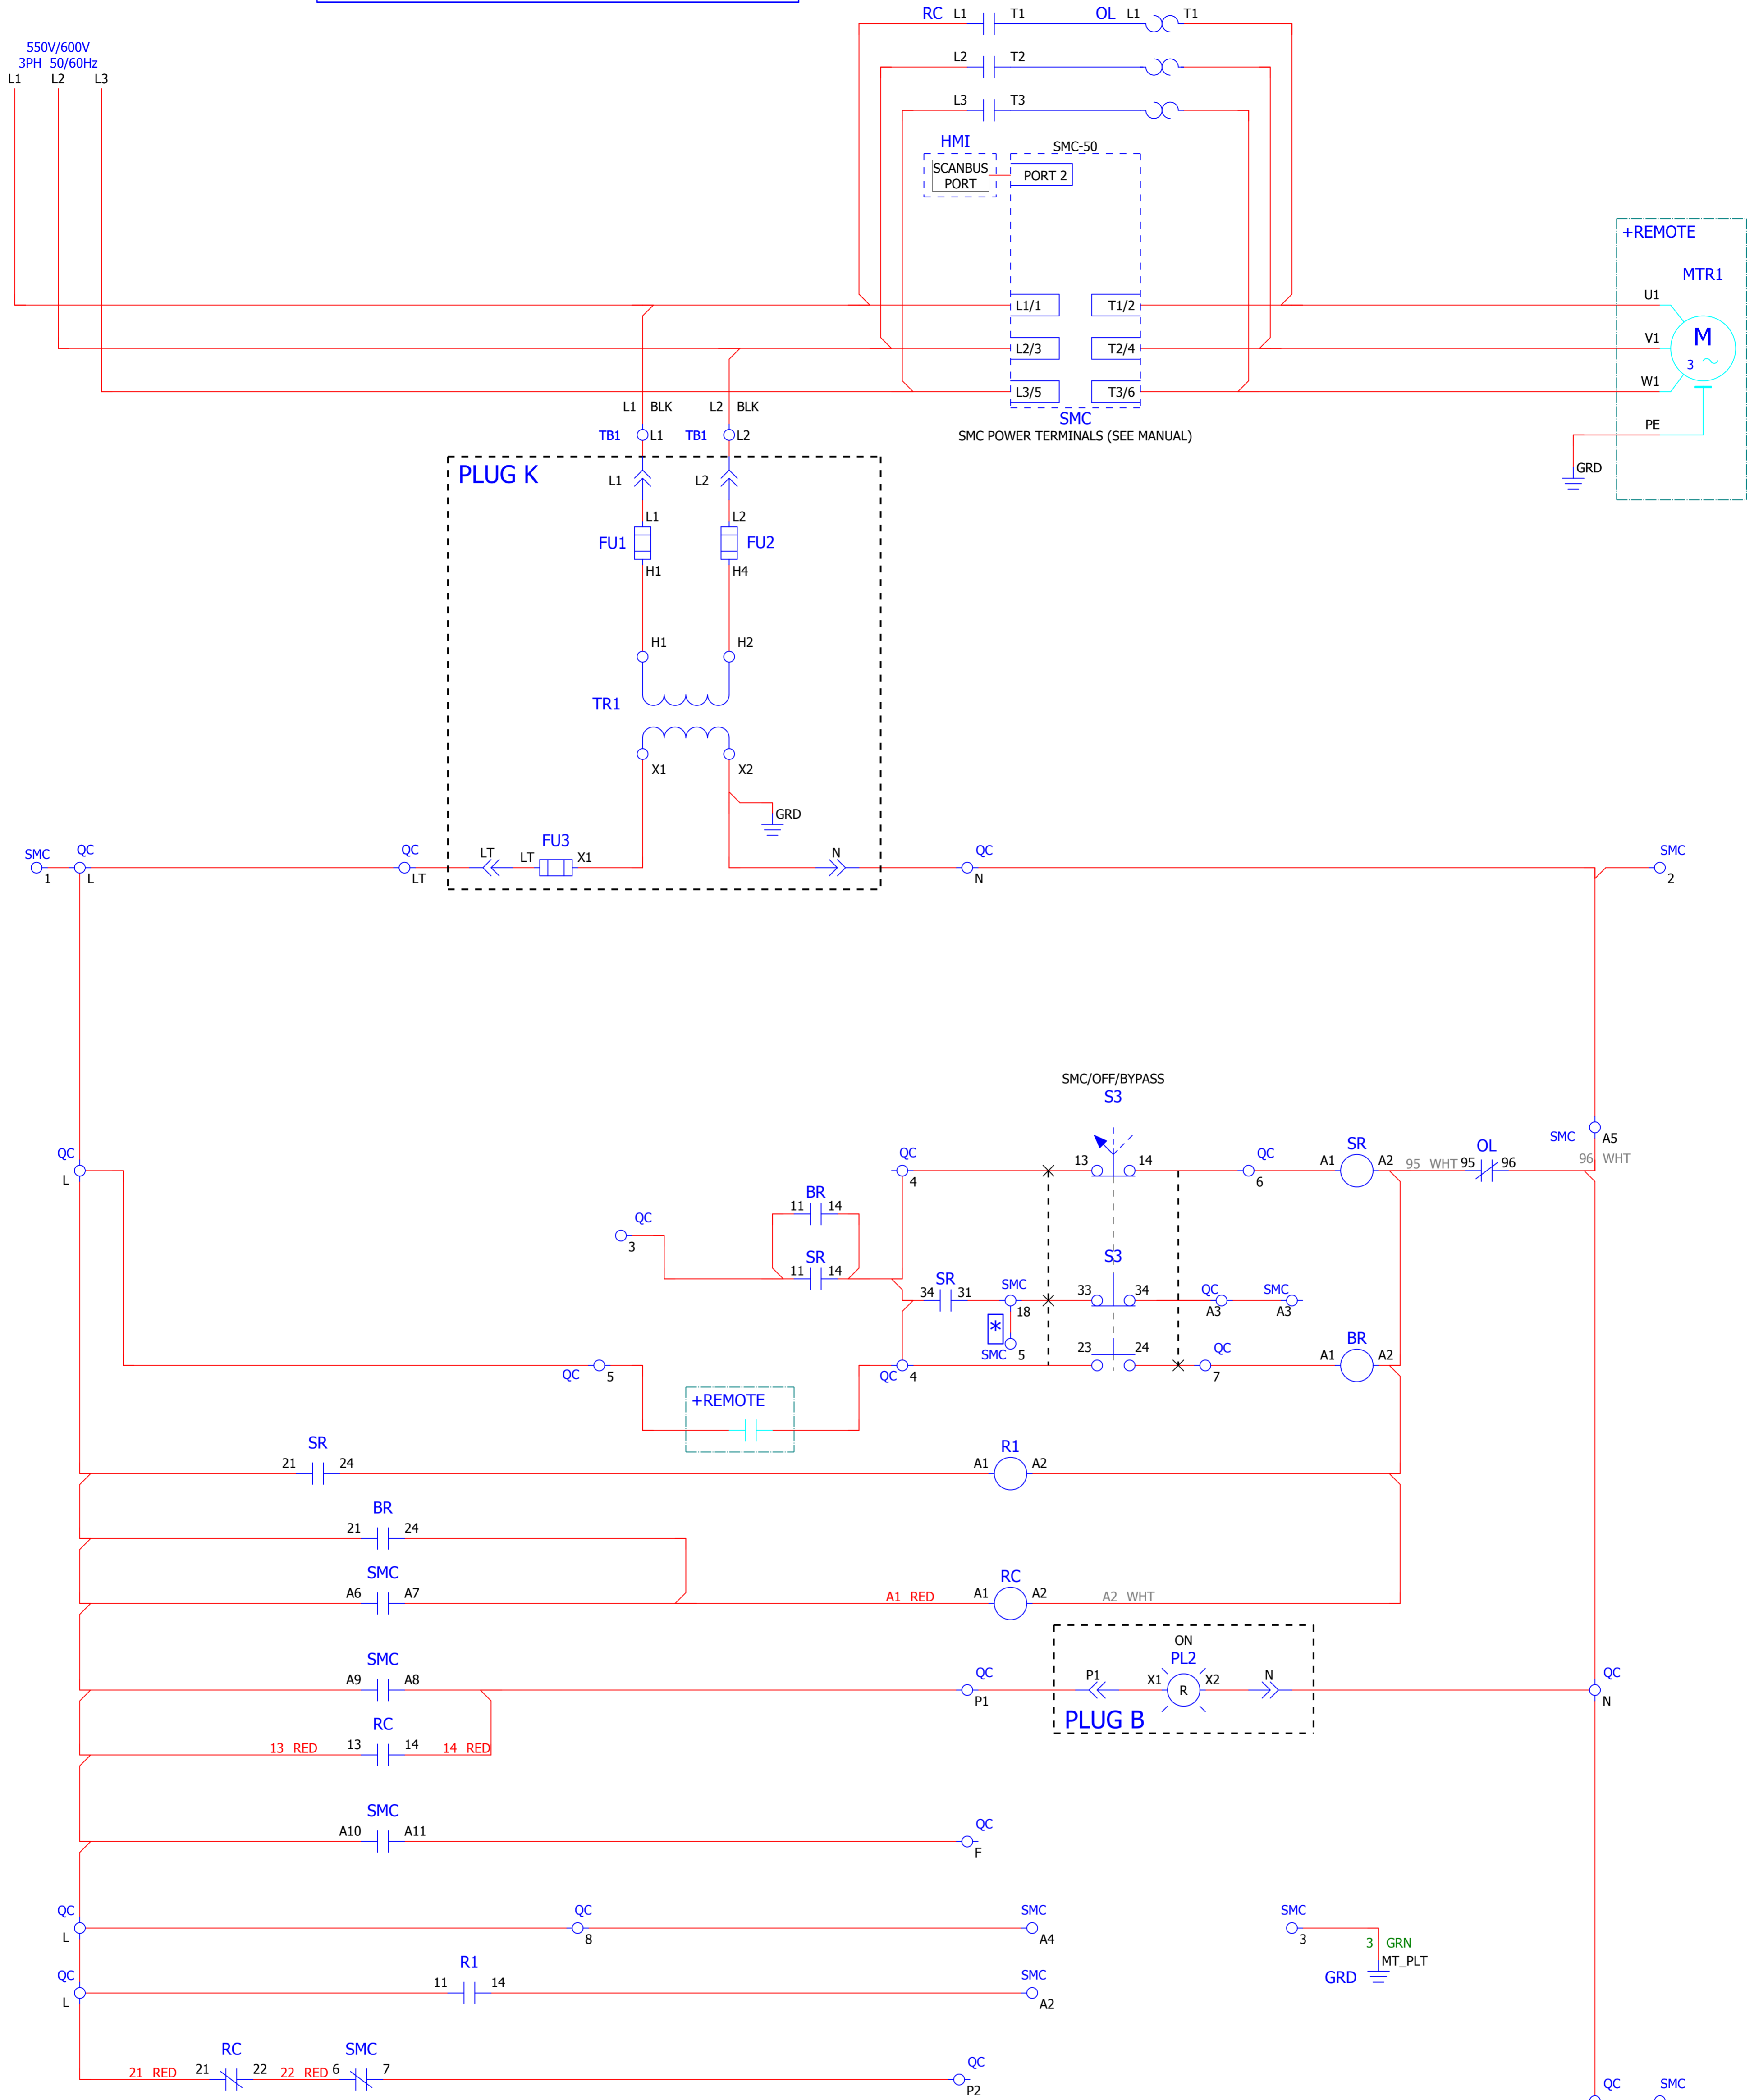 RC L1 T1 OL L1 T1
550V/600V
3PH 50/60Hz
L1 L2 L3
L2 T2
L3 T3
HMI
SMC-50
SCANBUS
PORT
PORT 2
+REMOTE
MTR1
U1
L1/1 T1/2
V1 M
L2/3 T2/4
3
W1
L3/5 T3/6
L1 BLK L2 BLK
SMC
SMC POWER TERMINALS (SEE MANUAL)
PE
TB1 L1 TB1 L2
GRD
PLUG K
L1 L2
L1 L2
FU1 FU2
H1 H4
H1 H2
TR1
X1 X2
GRD
SMC QC QC LT LT FU3 X1 N QC SMC
1 L LT N 2
SMC/OFF/BYPASS
S3
SMC A5
QC QC 13 14 QC A1 SR A2 95 WHT 95 OL 96 96 WHT
L 4 6
BR
11 14
QC
3
SR
11 14
S3
SR
34 31 SMC 33 34 QC SMC
18 A3 A3
*
SMC 5 23 24 QC A1 BR A2
QC 5 QC 4 7
+REMOTE
SR R1
21 24 A1 A2
BR
21 24
SMC RC
A6 A7 A1 RED A1 A2 A2 WHT
ON
SMC PL2
A9 A8 QC P1 X1 R X2 N QC
P1 N
PLUG B
RC
13 RED 13 14 14 RED
SMC
A10 A11 QC
F
QC QC SMC SMC
L 8 A4 3
3 GRN
MT_PLT
GRD
QC R1 SMC
L 11 14 A2
RC SMC
21 RED 21 22 22 RED 6 7 QC
P2
QC SMC